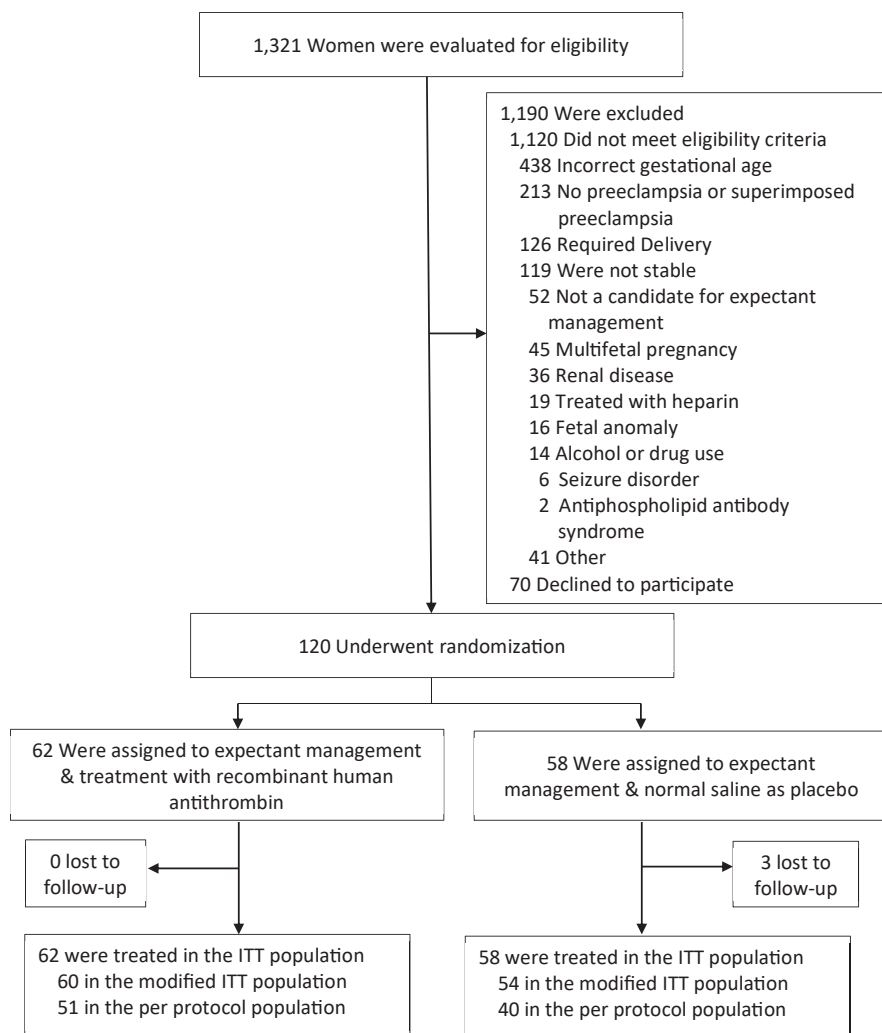 1,321 Women were evaluated for eligibility
1,190 Were excluded
1,120 Did not meet eligibility criteria
438 Incorrect gestational age
213 No preeclampsia or superimposed
preeclampsia
126 Required Delivery
119 Were not stable
52 Not a candidate for expectant
management
45 Multifetal pregnancy
36 Renal disease
19 Treated with heparin
16 Fetal anomaly
14 Alcohol or drug use
6 Seizure disorder
2 Antiphospholipid antibody
syndrome
41 Other
70 Declined to participate
120 Underwent randomization
62 Were assigned to expectant management
& treatment with recombinant human
antithrombin
58 Were assigned to expectant
management & normal saline as placebo
0 lost to
follow-up
3 lost to
follow-up
62 were treated in the ITT population
60 in the modified ITT population
51 in the per protocol population
58 were treated in the ITT population
54 in the modified ITT population
40 in the per protocol population